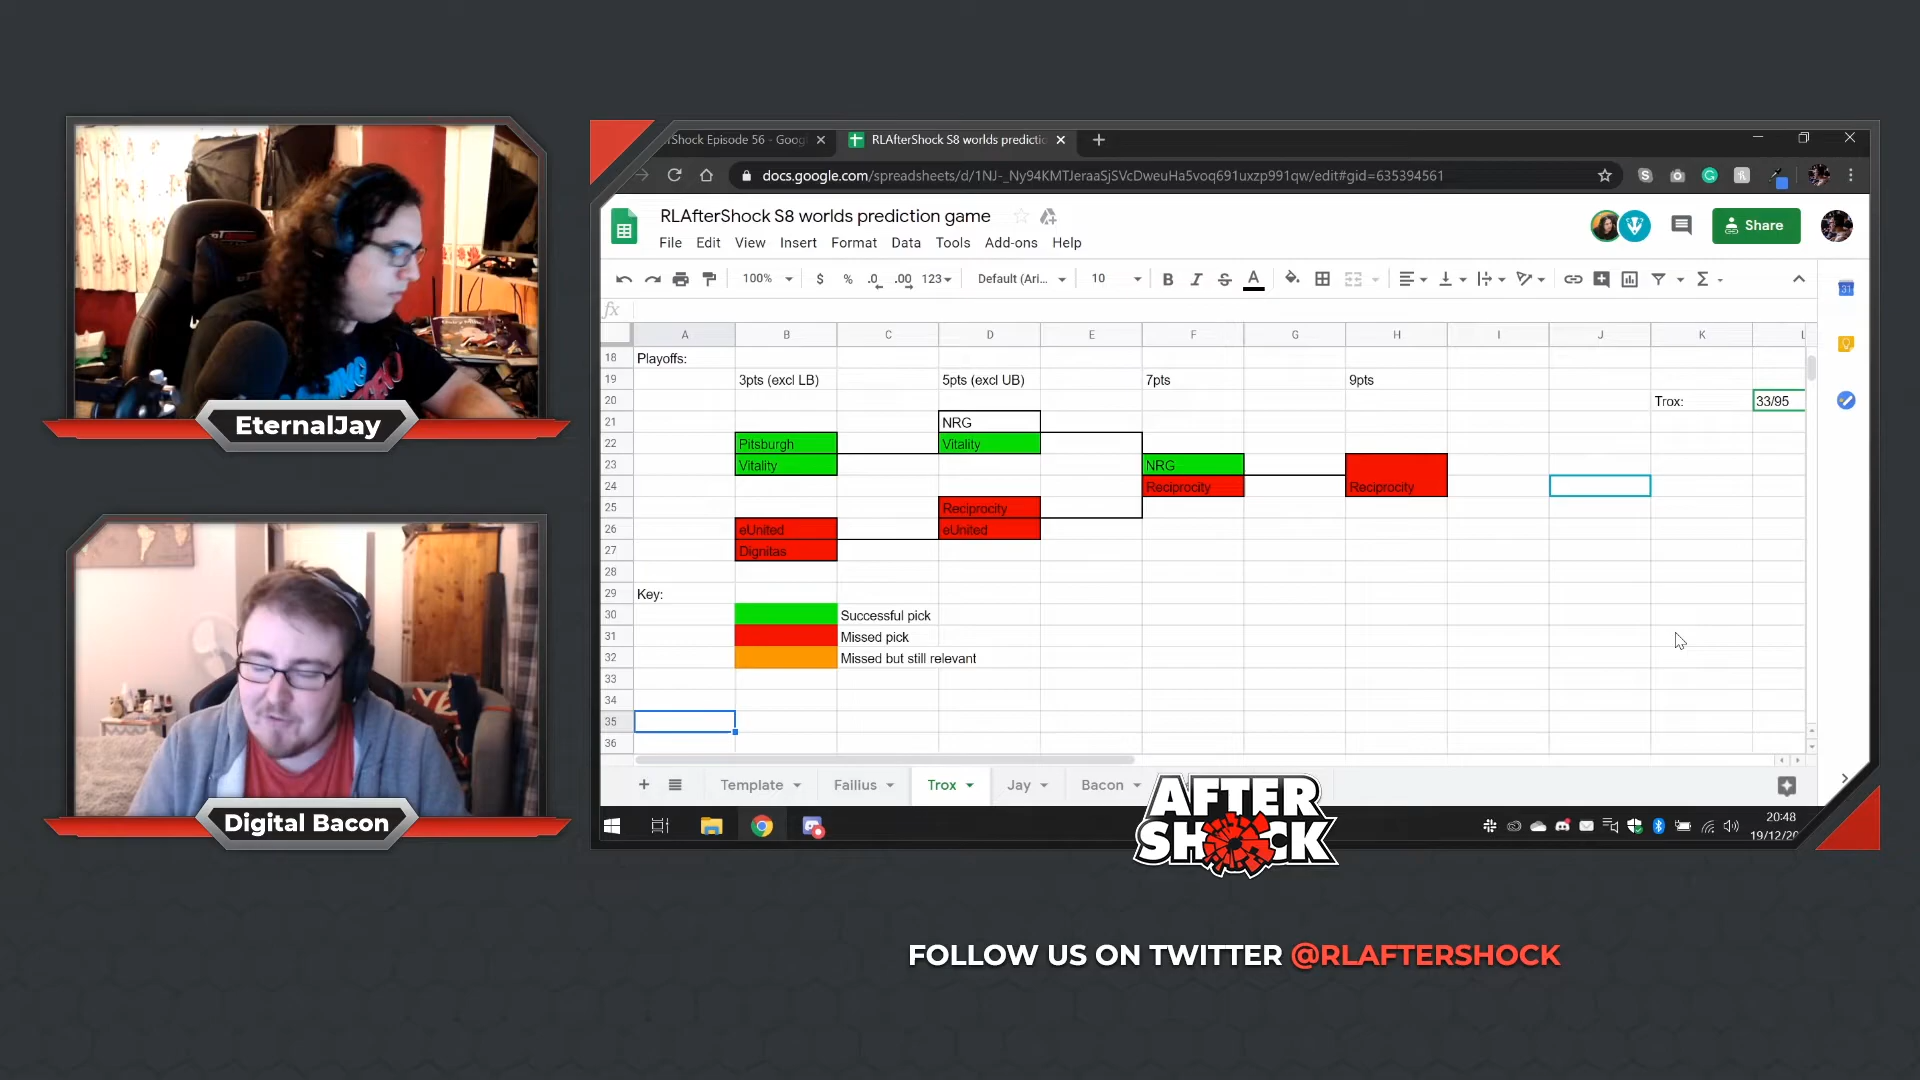 Shock Episode 56 - Goog
RLAfterShock S8 worlds predictio
docs.google.com/spreadsheets/d/1NJ-_Ny94KMTJeraaSjSVcDweuHa5voq691uxzp991qw/edit#gid=635394561
RLAfterShock S8 worlds prediction game
File Edit View Insert Format Data Tools Add-ons Help
Share
100% $ % .0 .00 123 Default (Ari... 10 B I S A
fx
A B C D E F G H I J K L
18 Playoffs:
19 3pts (excl LB) 5pts (excl UB) 7pts 9pts
20 Trox: 33/95
21 NRG
22 Pitsburgh Vitality
23 Vitality NRG
24 Reciprocity Reciprocity
25 Reciprocity
26 eUnited eUnited
27 Dignitas
28
29 Key:
30 Successful pick
31 Missed pick
32 Missed but still relevant
33
34
35
36
Template Failius Trox Jay Bacon
20:48
19/12/20
EternalJay
Digital Bacon
AFTER
SHOCK
FOLLOW US ON TWITTER @RLAFTERSHOCK